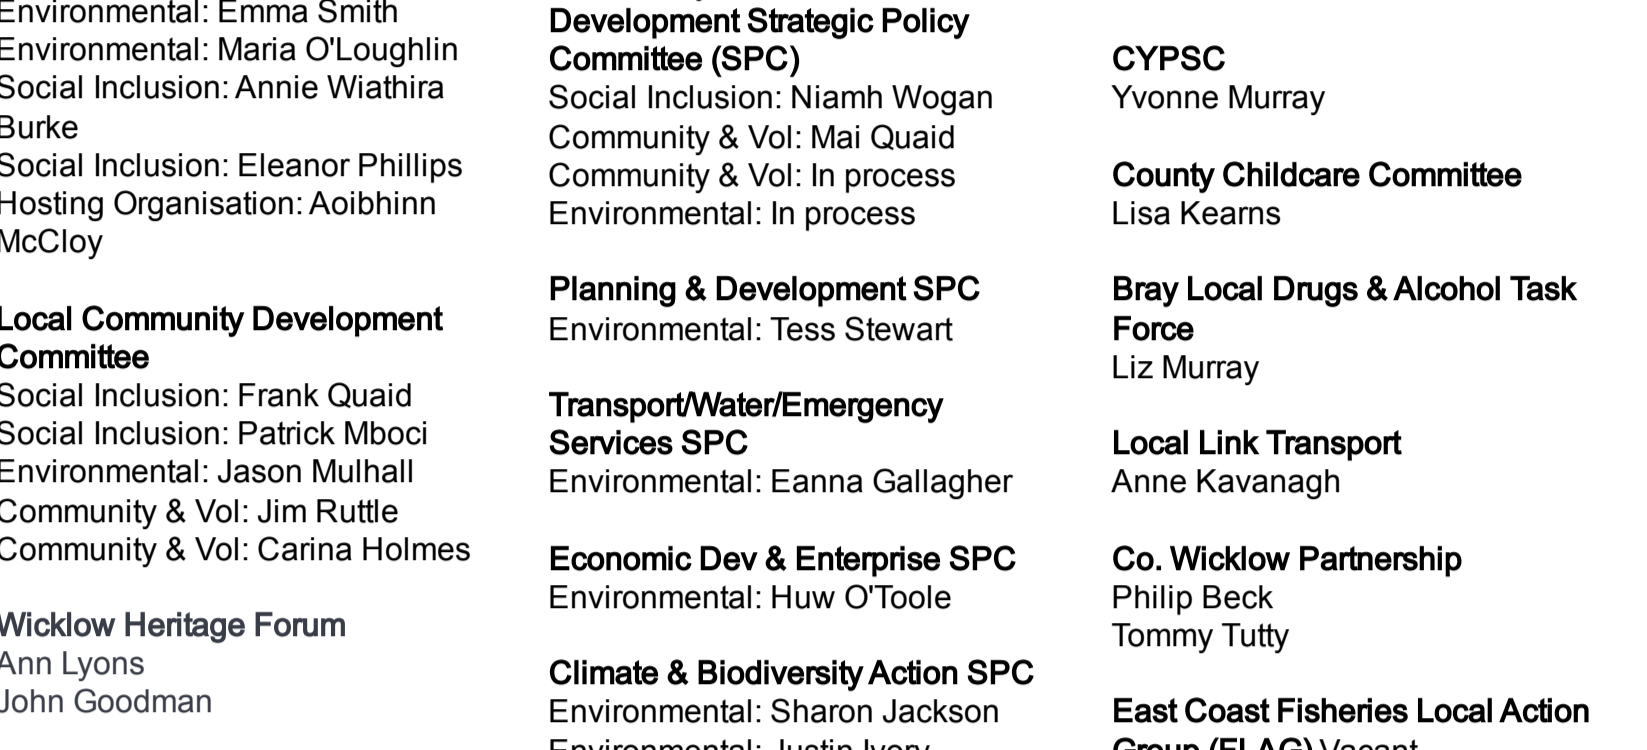 Environmental: Emma Smith
Environmental: Maria O'Loughlin
Social Inclusion: Annie Wiathira
Burke
Social Inclusion: Eleanor Phillips
Hosting Organisation: Aoibhinn
McCloy
Local Community Development
Committee
Social Inclusion: Frank Quaid
Social Inclusion: Patrick Mboci
Environmental: Jason Mulhall
Community & Vol: Jim Ruttle
Community & Vol: Carina Holmes
Wicklow Heritage Forum
Ann Lyons
John Goodman
Development Strategic Policy
Committee (SPC)
Social Inclusion: Niamh Wogan
Community & Vol: Mai Quaid
Community & Vol: In process
Environmental: In process
Planning & Development SPC
Environmental: Tess Stewart
Transport/Water/Emergency
Services SPC
Environmental: Eanna Gallagher
Economic Dev & Enterprise SPC
Environmental: Huw O'Toole
Climate & Biodiversity Action SPC
Environmental: Sharon Jackson
Environmental: Justin Ivory
CYPSC
Yvonne Murray
County Childcare Committee
Lisa Kearns
Bray Local Drugs & Alcohol Task
Force
Liz Murray
Local Link Transport
Anne Kavanagh
Co. Wicklow Partnership
Philip Beck
Tommy Tutty
East Coast Fisheries Local Action
Group (FLAG) Vacant